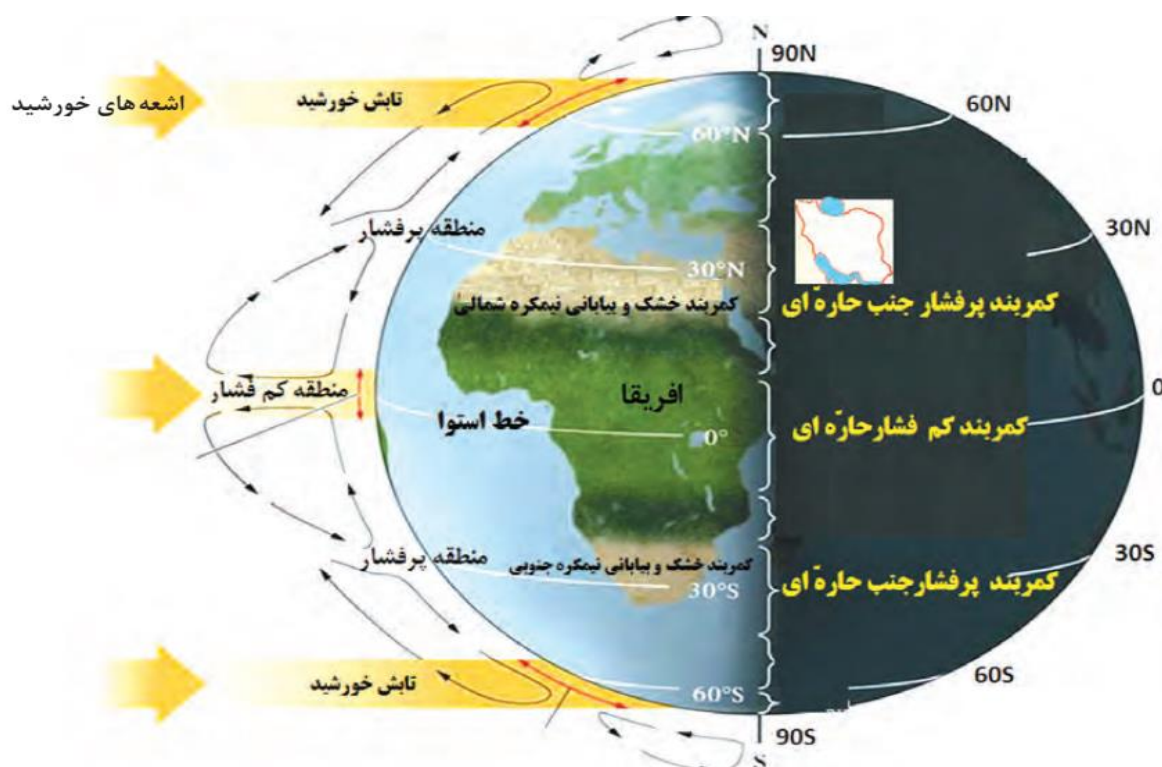 N
90N
اشعه های خورشید
تابش خورشید
60N
60°N
منطقه پرفشار
30N
30°N
کمربند خشک و بیابانی نیمکره شمالی
کمربند پرفشار جنب حارّه ای
منطقه کم فشار
افریقا
0
خط استوا
0°
کمربند کم فشارحارّه ای
منطقه پرفشار
کمربند خشک و بیابانی نیمکره جنوبی
30°S
30S
کمربند پرفشارجنب حارّه ای
تابش خورشید
60°S
60S
90S
S